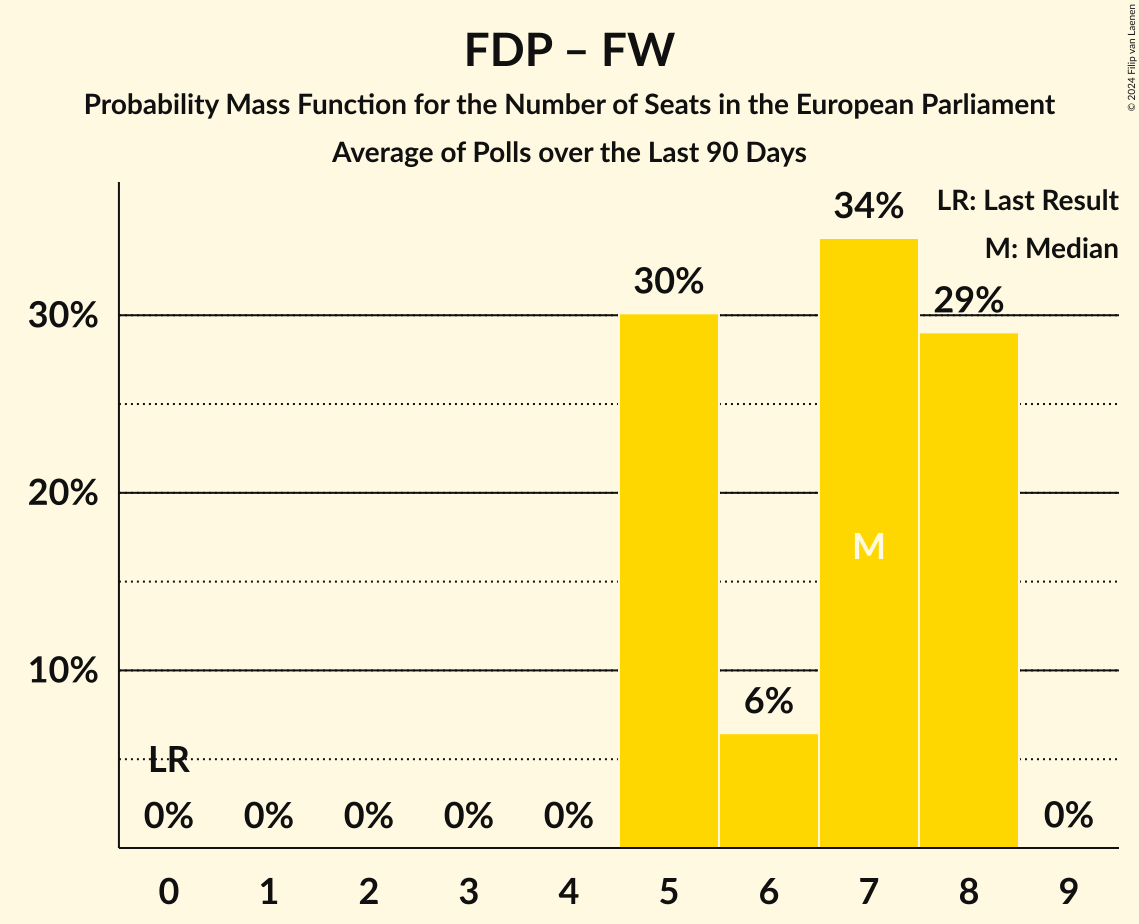 FDP – FW
Probability Mass Function for the Number of Seats in the European Parliament
Average of Polls over the Last 90 Days
© 2024 Filip van Laenen
LR: Last Result
M: Median
34%
30%
29%
30%
20%
M
10%
6%
LR
0% 0% 0% 0% 0% 0%
0 1 2 3 4 5 6 7 8 9